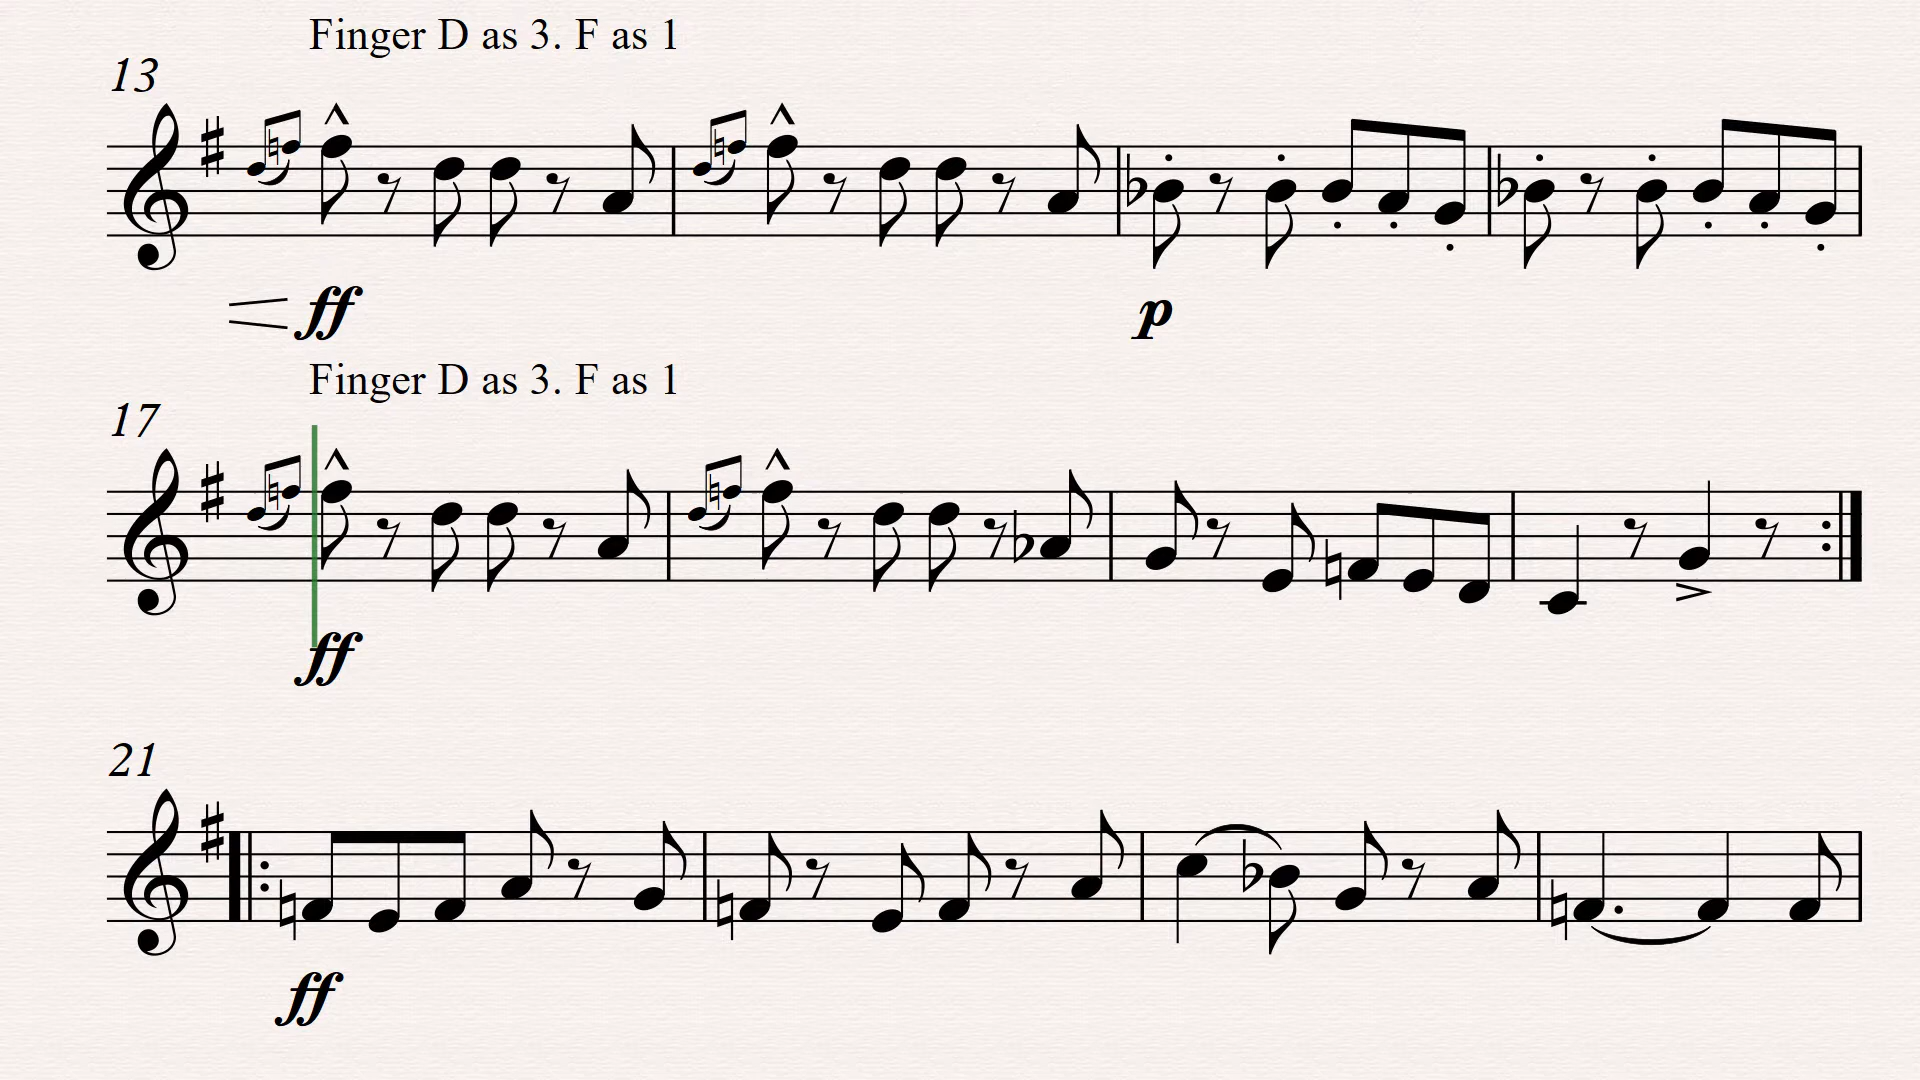 Finger D as 3. F as 1
13
ff
p
Finger D as 3. F as 1
17
ff
21
ff